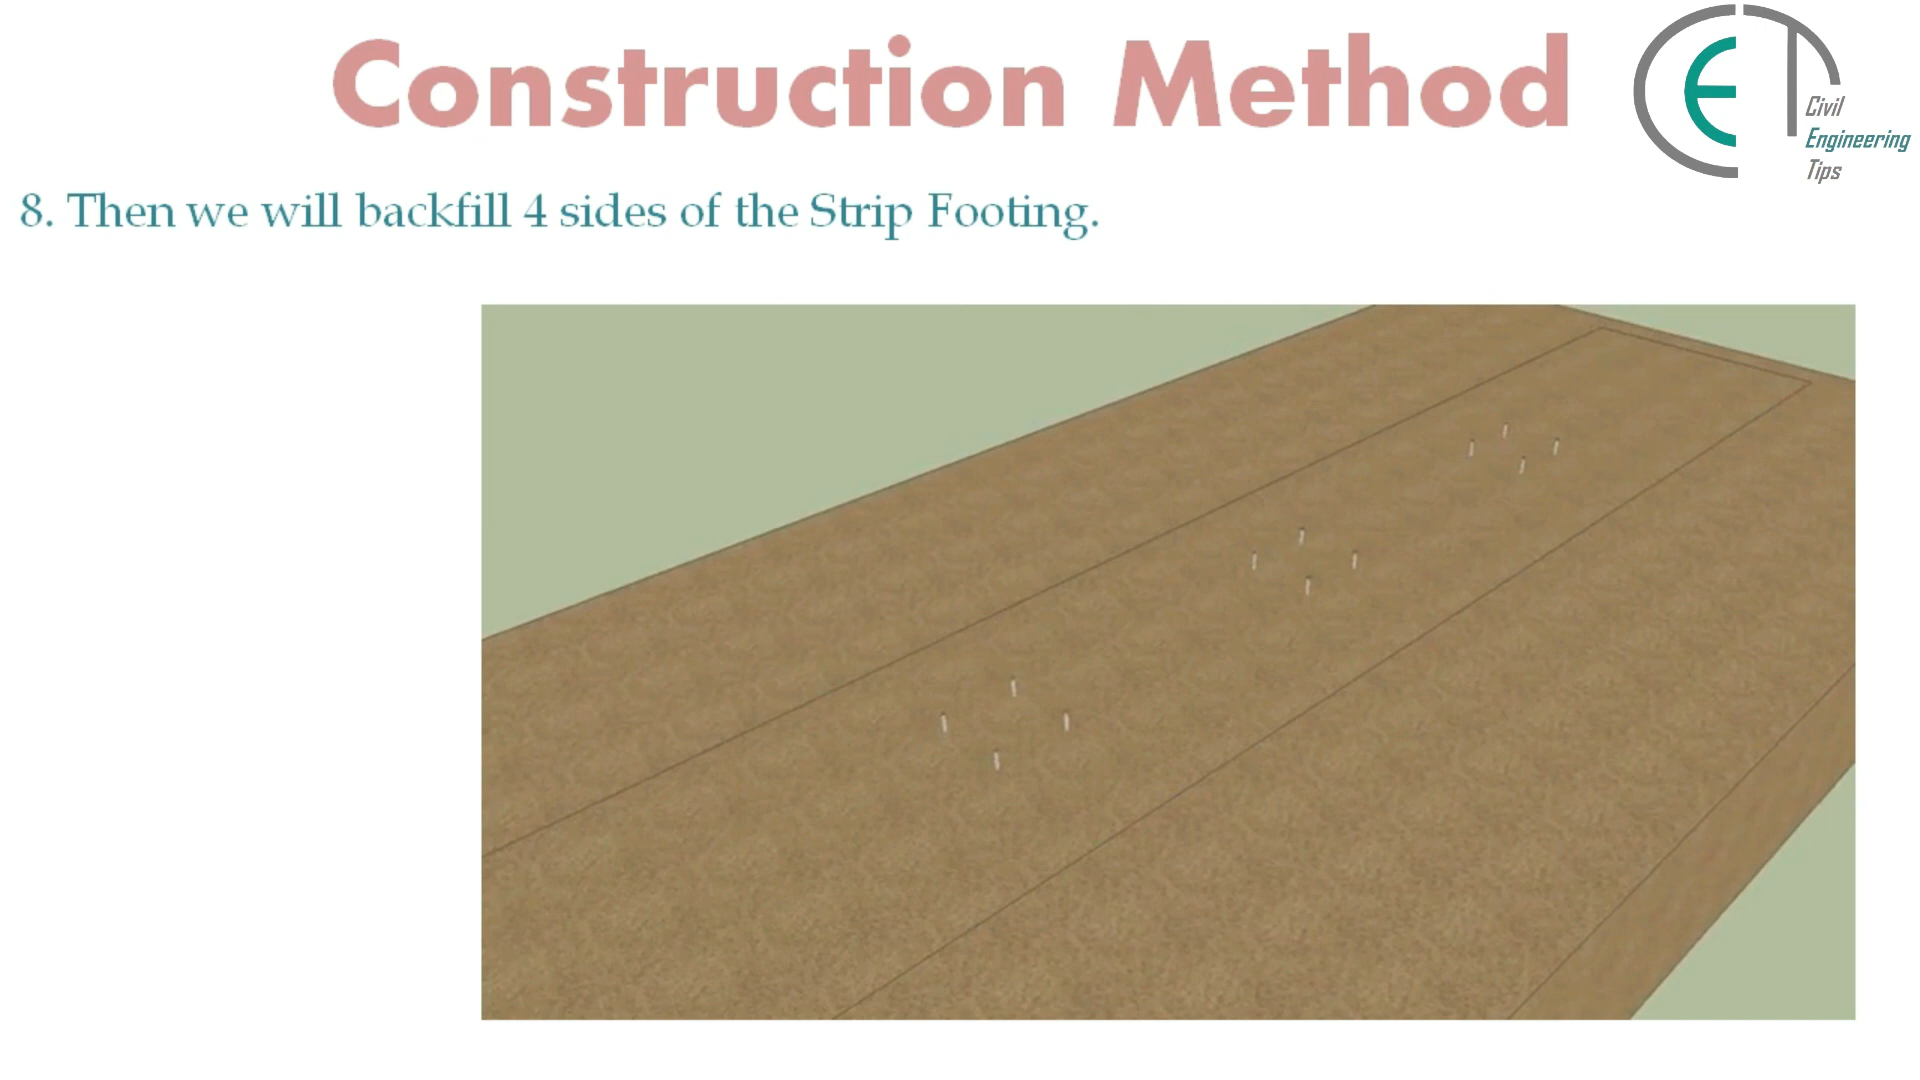 Construction Method
Civil
Engineering
Tips
8. Then we will backfill 4 sides of the Strip Footing.